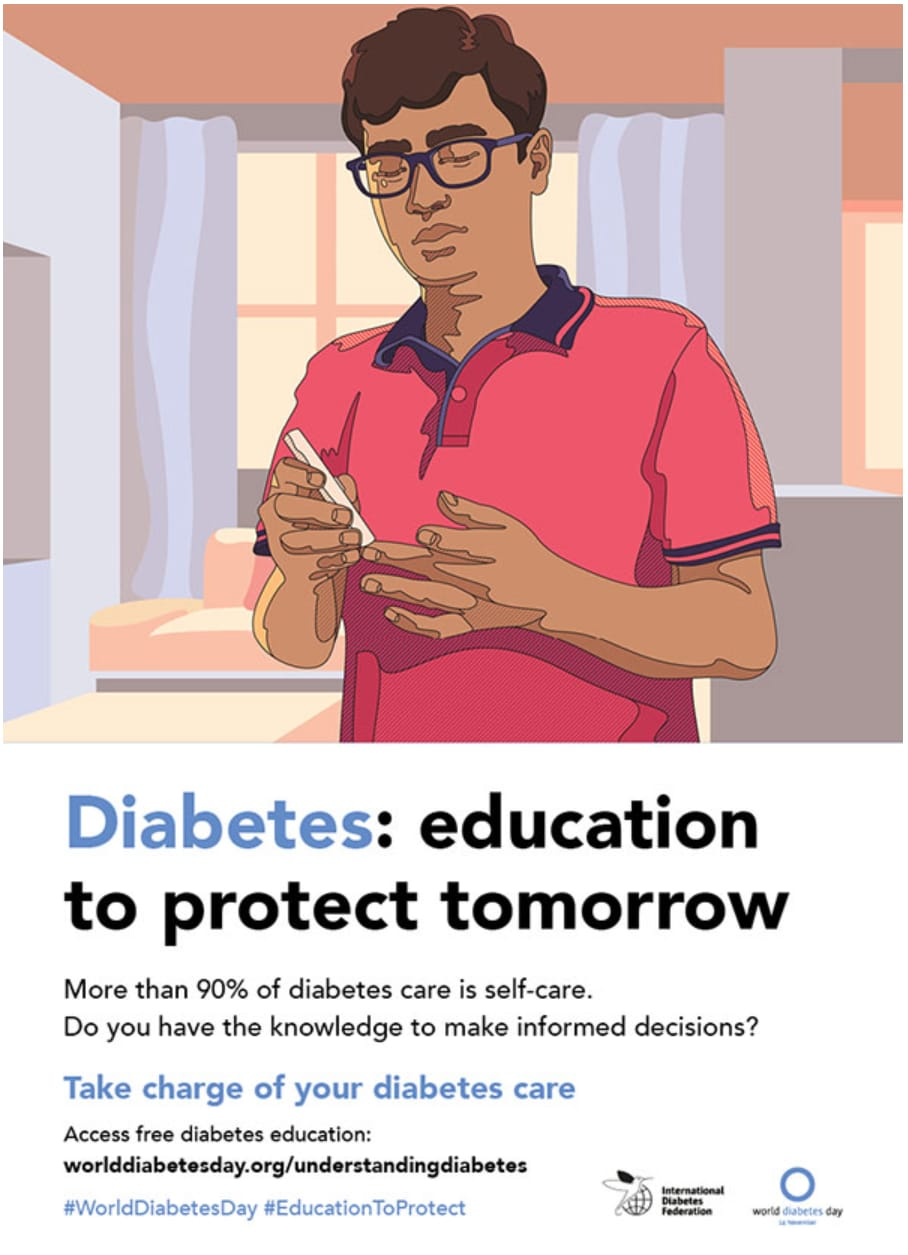 Diabetes: education
to protect tomorrow
More than 90% of diabetes care is self-care.
Do you have the knowledge to make informed decisions?
Take charge of your diabetes care
Access free diabetes education:
worlddiabetesday.org/understandingdiabetes
#WorldDiabetesDay #EducationToProtect
International
Diabetes
Federation
world diabetes day
14 November